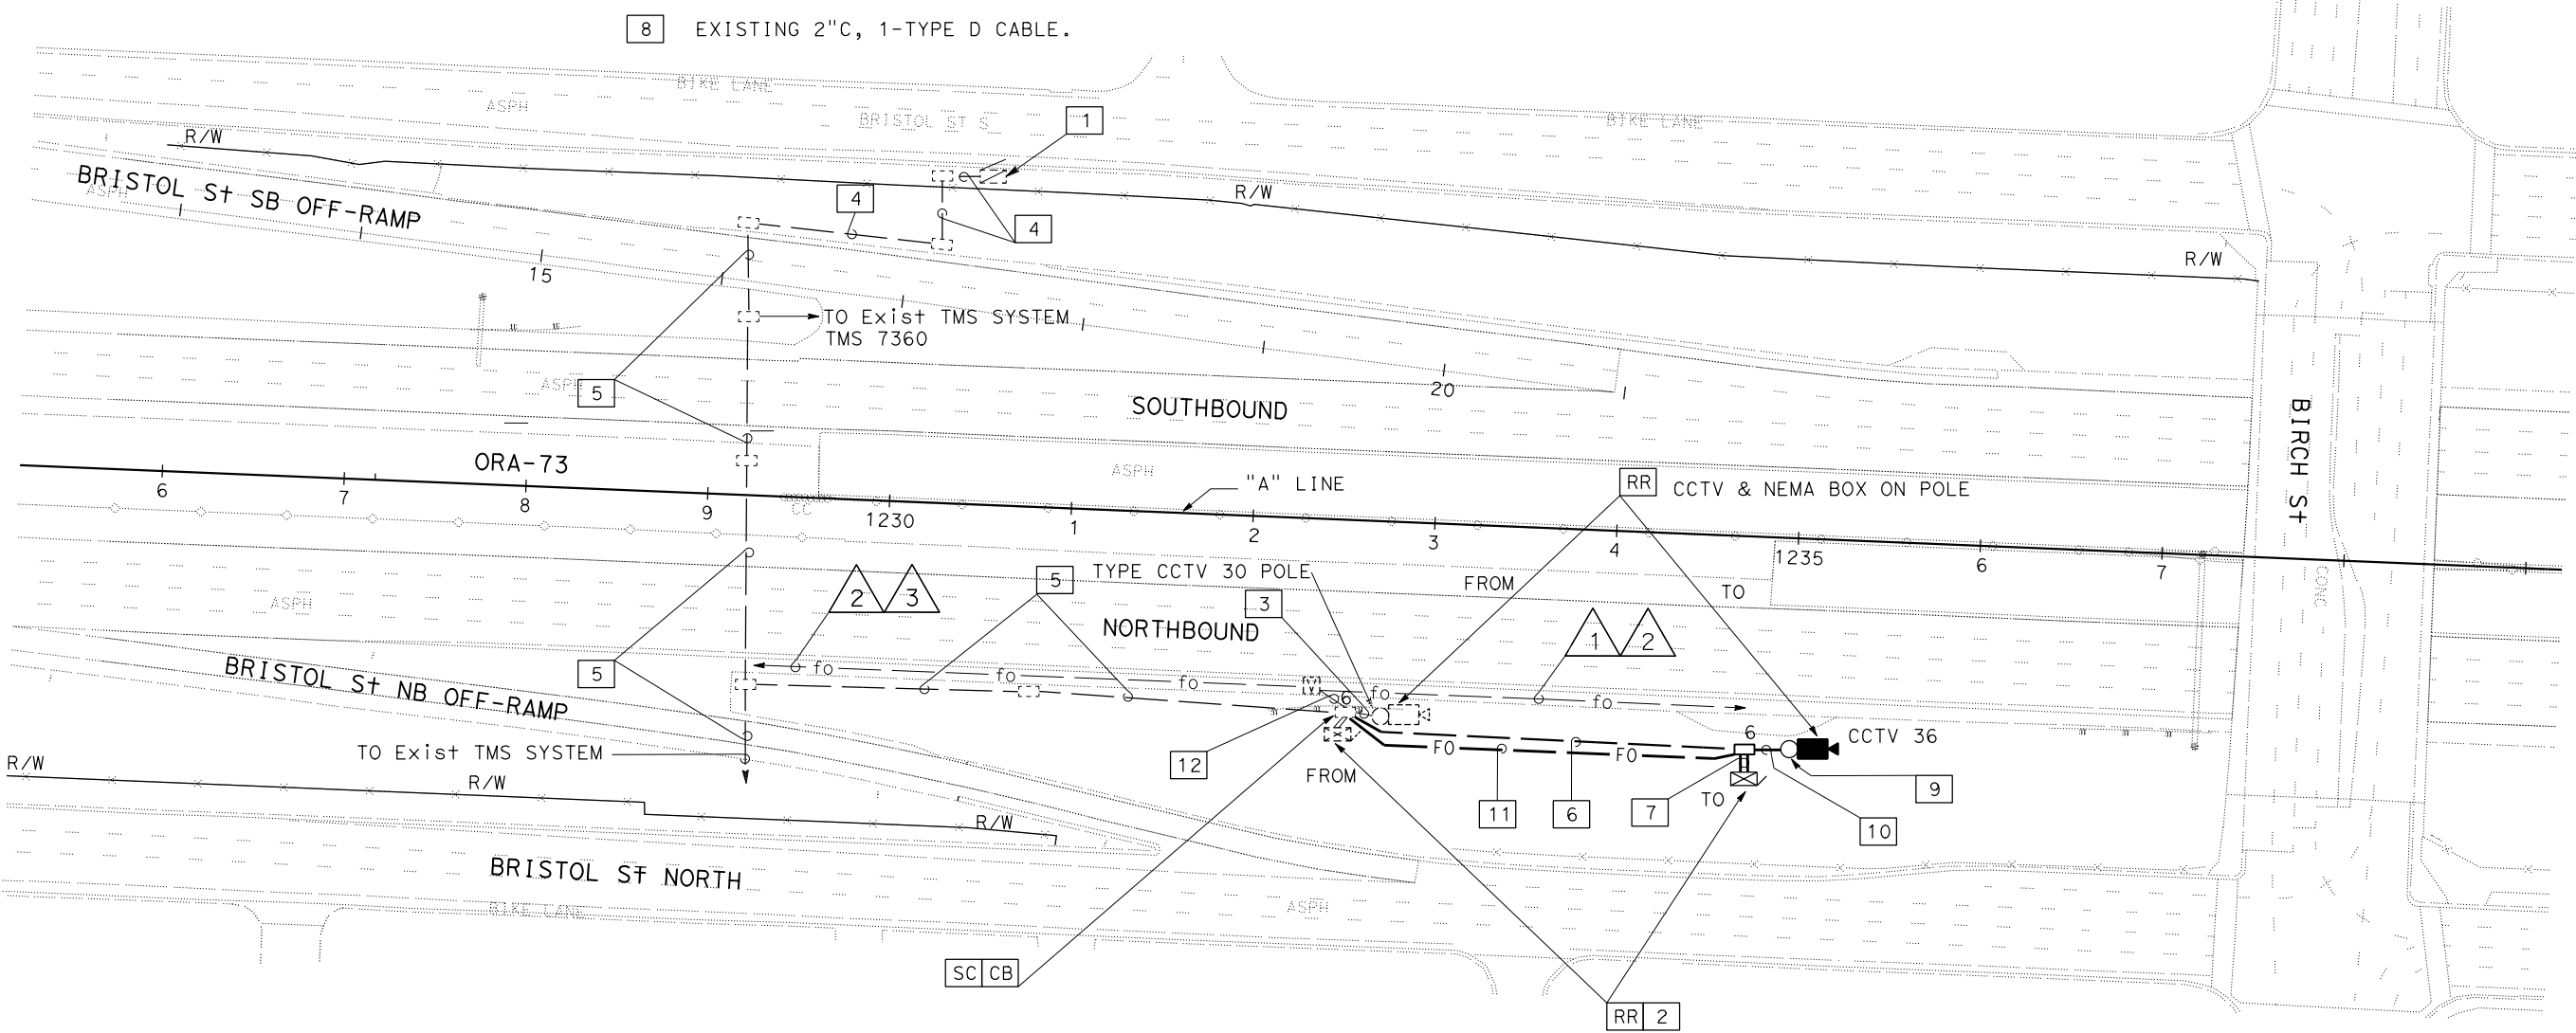 8 EXISTING 2"C, 1-TYPE D CABLE.
BIKE LANE
ASPH
BRISTOL ST S
1
BIKE LANE
R/W
BRISTOL St SB OFF-RAMP
ASPH
4
R/W
4
R/W
15
TO Exist TMS SYSTEM
TMS 7360
5
ASPH
20
SOUTHBOUND
BIRCH St
ORA-73
ASPH
"A" LINE
RR CCTV & NEMA BOX ON POLE
6
7
8
9
CC
1230
1
2
3
4
1235
6
7
2 3
5
TYPE CCTV 30 POLE
FROM
TO
3
ASPH
CONC
NORTHBOUND
1 2
BRISTOL St NB OFF-RAMP
5
fo
fo
fo
fo
fo
6
6
CCTV 36
TO Exist TMS SYSTEM
12
FROM
FO
FO
R/W
R/W
11
6
7
TO
9
10
R/W
BRISTOL ST NORTH
BIKE LANE
ASPH
SC CB
RR 2